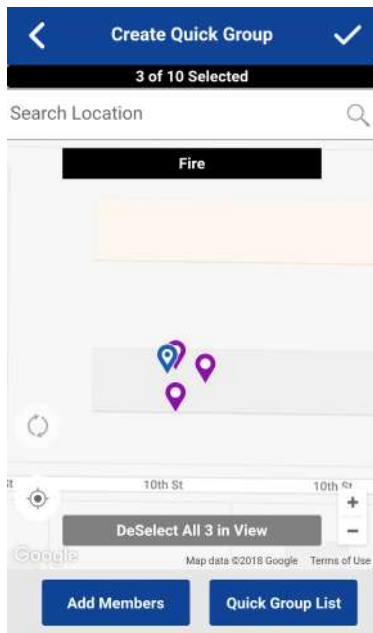 Create Quick Group
3 of 10 Selected
Search Location
Fire
St
10th St
10th St
+
DeSelect All 3 in View
−
Google
Map data ©2018 Google Terms of Use
Add Members
Quick Group List